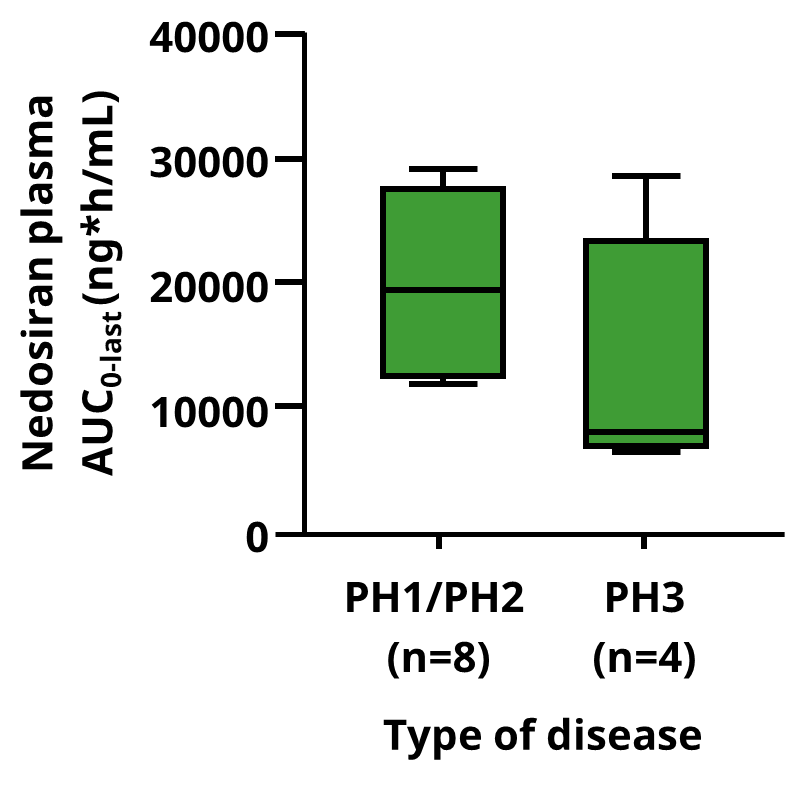 Nedosiran plasma
AUC0-last (ng*h/mL)
40000
30000
20000
10000
0
PH1/PH2 PH3
(n=8) (n=4)
Type of disease